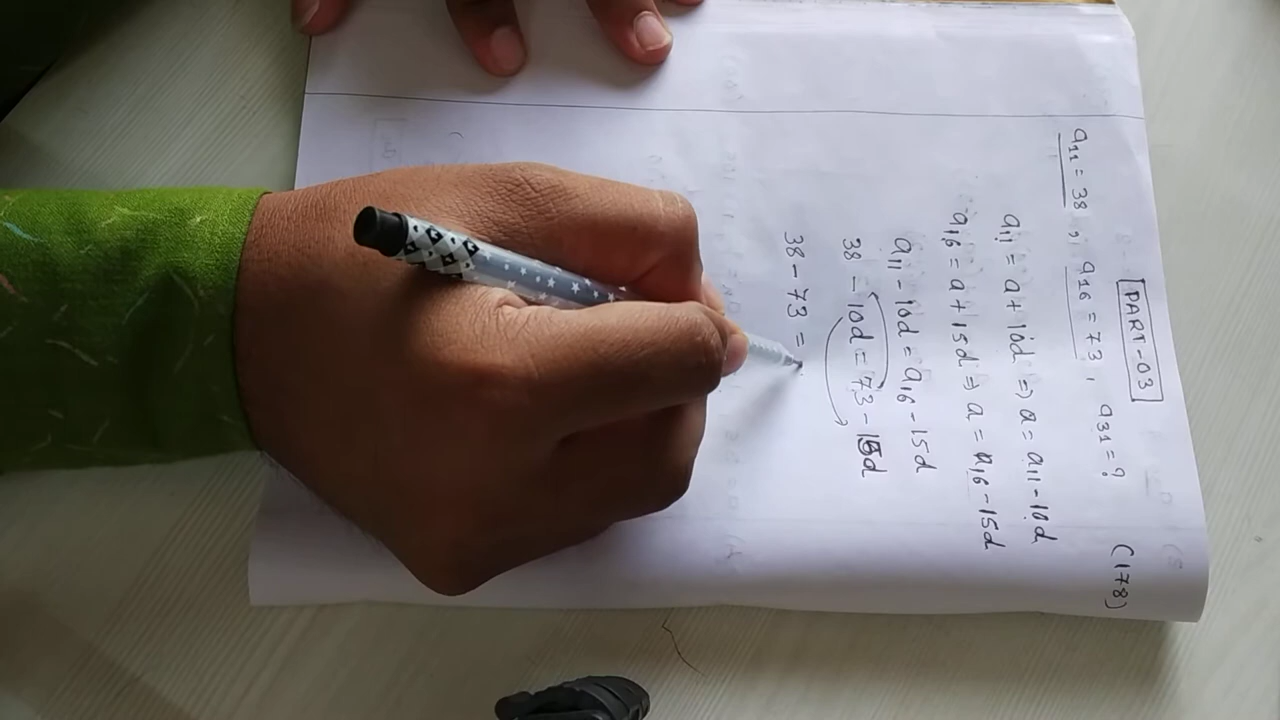 PART-03
a11 = 38, a16 = 73, a31 = ? (178)
a11 = a + 10d => a = a11 - 10d
a16 = a + 15d => a = a16 - 15d
a11 - 10d = a16 - 15d
38 - 10d = 73 - 15d
38 - 73 =